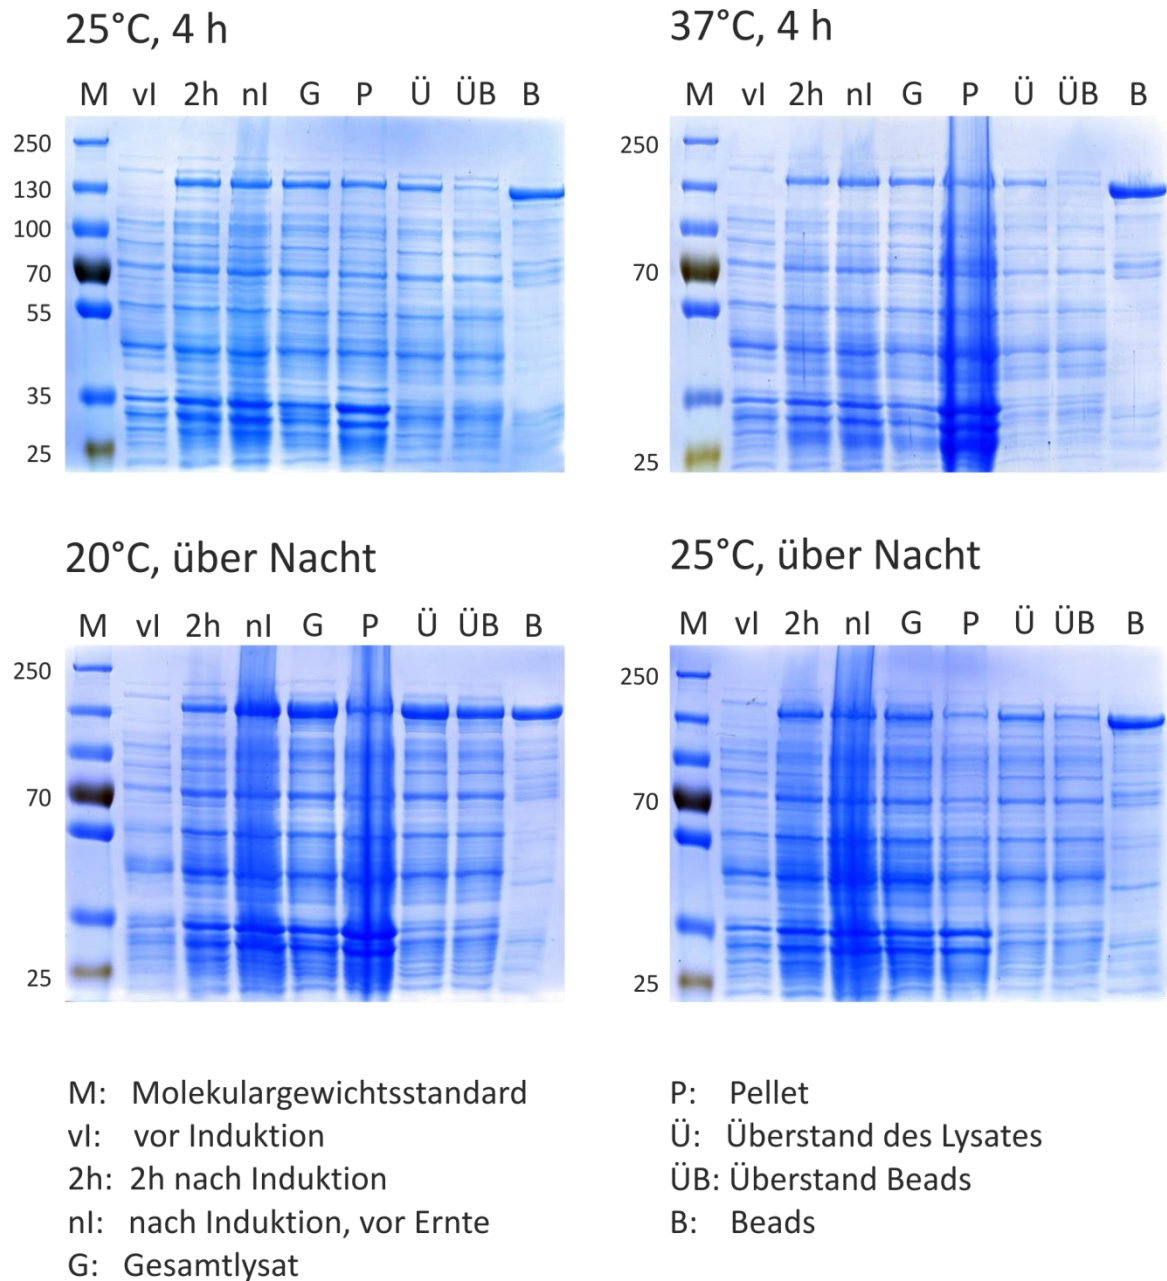 25°C, 4 h
M vI 2h nI G P Ü ÜB B
250
130
100
70
55
35
25
37°C, 4 h
M vI 2h nI G P Ü ÜB B
250
70
25
20°C, über Nacht
M vI 2h nI G P Ü ÜB B
250
70
25
25°C, über Nacht
M vI 2h nI G P Ü ÜB B
250
70
25
M: Molekulargewichtsstandard
vI: vor Induktion
2h: 2h nach Induktion
nI: nach Induktion, vor Ernte
G: Gesamtlysat
P: Pellet
Ü: Überstand des Lysates
ÜB: Überstand Beads
B: Beads